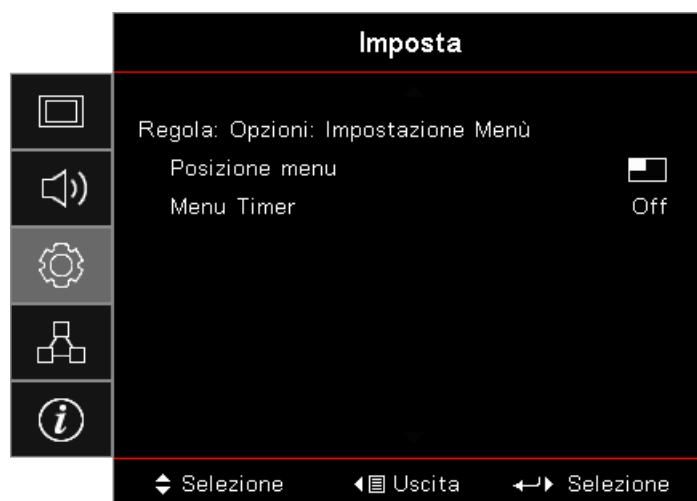 Imposta
Regola: Opzioni: Impostazione Menù
Posizione menu
Menu Timer Off
Selezione Uscita Selezione